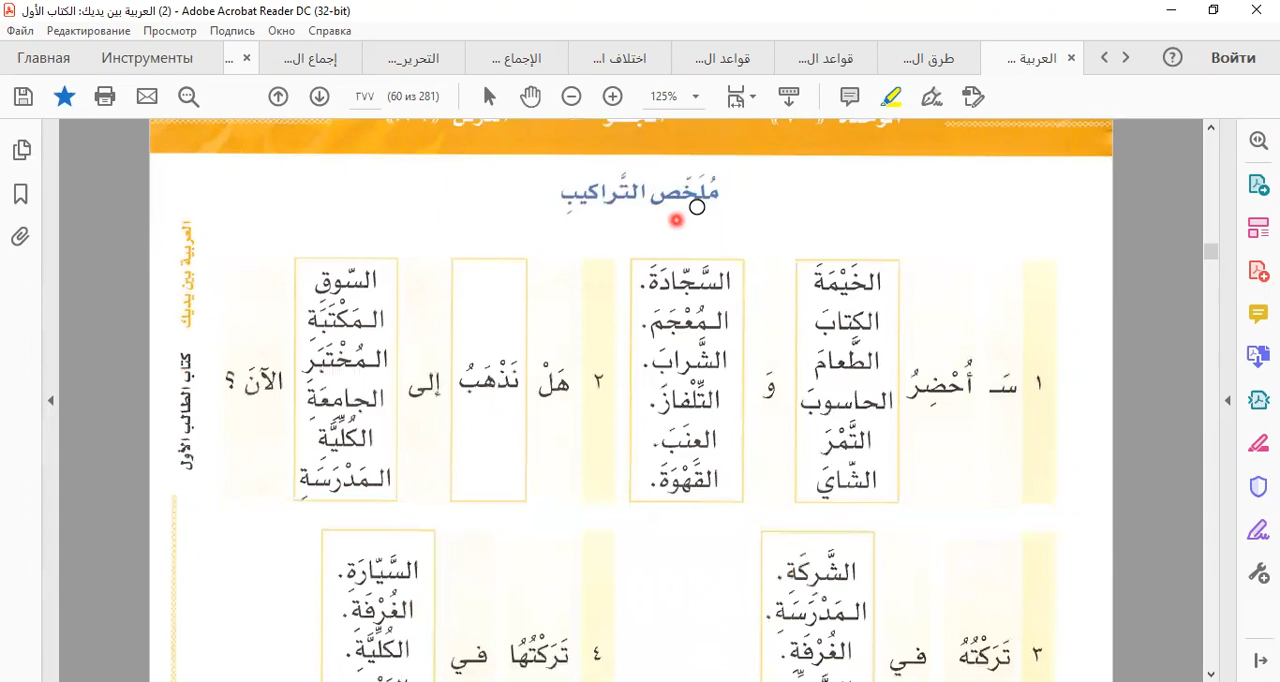 العربية بين يديك: الكتاب الأول (2) - Adobe Acrobat Reader DC (32-bit)
Файл Редактирование Просмотр Подпись Окно Справка
Главная Инструменты ... × إجماع ال... التحرير_... الإجماع ... اختلاف ا... قواعد ال... قواعد ال... طرق ال... العربية ... × Войти
٢٧٧ (60 из 281) 125%
مُلَخَّص التَّراكيبِ
العربية بين يديك
كتاب الطالب الأول
١ سَـ أُحْضِرُ
الخَيْمَةَ
الكتابَ
الطَّعامَ
الحاسوبَ
التَّمْرَ
الشّايَ
وَ
السَّجّادَةَ.
الـمُعْجَمَ.
الشَّرابَ.
التِّلْفازَ.
العِنَبَ.
القَهْوَةَ.
٢ هَلْ نَذْهَبُ إلى
السّوقِ
الـمَكْتَبَةِ
الـمُخْتَبَرِ
الجامِعَةِ
الكُلِّيَّةِ
الـمَدْرَسَةِ
الآنَ ؟
٣ تَرَكْتُهُ في
الشَّرِكَةِ.
الـمَدْرَسَةِ.
الغُرْفَةِ.
٤ تَرَكْتُهَا في
السَّيّارَةِ.
الغُرْفَةِ.
الكُلِّيَّةِ.